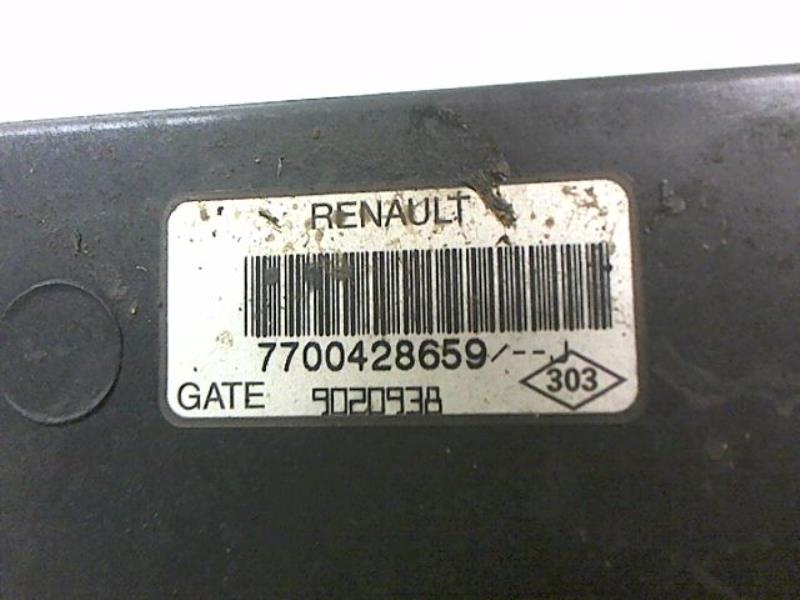 RENAULT
7700428659/--J
303
GATE 9020938